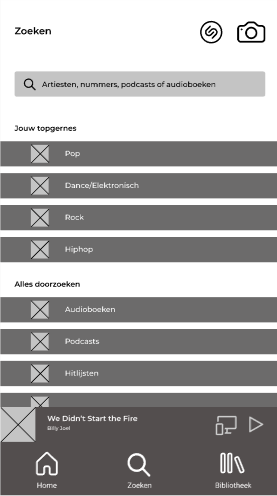 Zoeken
Artiesten, nummers, podcasts of audioboeken
Jouw topgernes
Pop
Dance/Elektronisch
Rock
Hiphop
Alles doorzoeken
Audioboeken
Podcasts
Hitlijsten
We Didn't Start the Fire
Billy Joel
Home
Zoeken
Bibliotheek